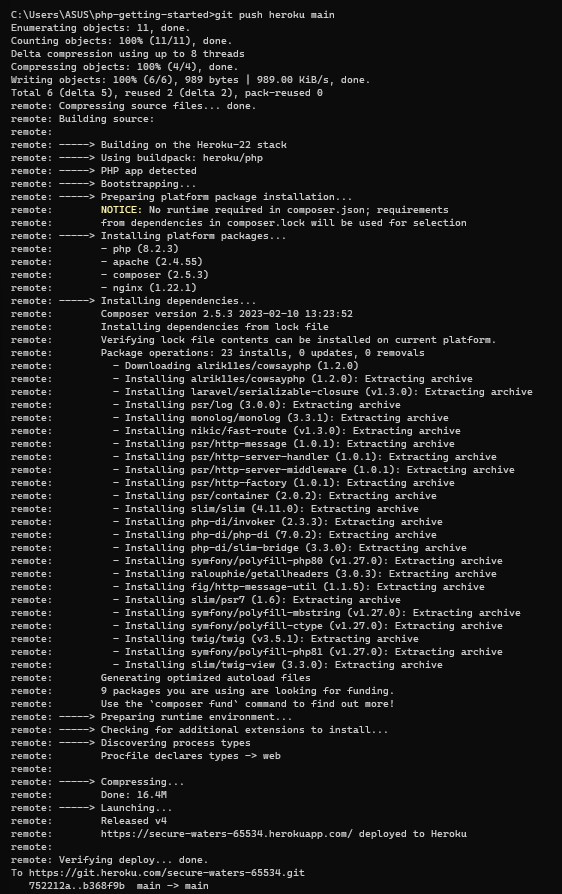 C:\Users\ASUS\php-getting-started>git push heroku main
Enumerating objects: 11, done.
Counting objects: 100% (11/11), done.
Delta compression using up to 8 threads
Compressing objects: 100% (4/4), done.
Writing objects: 100% (6/6), 989 bytes | 989.00 KiB/s, done.
Total 6 (delta 5), reused 2 (delta 2), pack-reused 0
remote: Compressing source files... done.
remote: Building source:
remote:
remote: -----> Building on the Heroku-22 stack
remote: -----> Using buildpack: heroku/php
remote: -----> PHP app detected
remote: -----> Bootstrapping...
remote: -----> Preparing platform package installation...
remote:        NOTICE: No runtime required in composer.json; requirements
remote:        from dependencies in composer.lock will be used for selection
remote: -----> Installing platform packages...
remote:        - php (8.2.3)
remote:        - apache (2.4.55)
remote:        - composer (2.5.3)
remote:        - nginx (1.22.1)
remote: -----> Installing dependencies...
remote:        Composer version 2.5.3 2023-02-10 13:23:52
remote:        Installing dependencies from lock file
remote:        Verifying lock file contents can be installed on current platform.
remote:        Package operations: 23 installs, 0 updates, 0 removals
remote:          - Downloading alrik11es/cowsayphp (1.2.0)
remote:          - Installing alrik11es/cowsayphp (1.2.0): Extracting archive
remote:          - Installing laravel/serializable-closure (v1.3.0): Extracting archive
remote:          - Installing psr/log (3.0.0): Extracting archive
remote:          - Installing monolog/monolog (3.3.1): Extracting archive
remote:          - Installing nikic/fast-route (v1.3.0): Extracting archive
remote:          - Installing psr/http-message (1.0.1): Extracting archive
remote:          - Installing psr/http-server-handler (1.0.1): Extracting archive
remote:          - Installing psr/http-server-middleware (1.0.1): Extracting archive
remote:          - Installing psr/http-factory (1.0.1): Extracting archive
remote:          - Installing psr/container (2.0.2): Extracting archive
remote:          - Installing slim/slim (4.11.0): Extracting archive
remote:          - Installing php-di/invoker (2.3.3): Extracting archive
remote:          - Installing php-di/php-di (7.0.2): Extracting archive
remote:          - Installing php-di/slim-bridge (3.3.0): Extracting archive
remote:          - Installing symfony/polyfill-php80 (v1.27.0): Extracting archive
remote:          - Installing ralouphie/getallheaders (3.0.3): Extracting archive
remote:          - Installing fig/http-message-util (1.1.5): Extracting archive
remote:          - Installing slim/psr7 (1.6): Extracting archive
remote:          - Installing symfony/polyfill-mbstring (v1.27.0): Extracting archive
remote:          - Installing symfony/polyfill-ctype (v1.27.0): Extracting archive
remote:          - Installing twig/twig (v3.5.1): Extracting archive
remote:          - Installing symfony/polyfill-php81 (v1.27.0): Extracting archive
remote:          - Installing slim/twig-view (3.3.0): Extracting archive
remote:        Generating optimized autoload files
remote:        9 packages you are using are looking for funding.
remote:        Use the `composer fund` command to find out more!
remote: -----> Preparing runtime environment...
remote: -----> Checking for additional extensions to install...
remote: -----> Discovering process types
remote:        Procfile declares types -> web
remote:
remote: -----> Compressing...
remote:        Done: 16.4M
remote: -----> Launching...
remote:        Released v4
remote:        https://secure-waters-65534.herokuapp.com/ deployed to Heroku
remote:
remote: Verifying deploy... done.
To https://git.heroku.com/secure-waters-65534.git
   752212a..b368f9b  main -> main